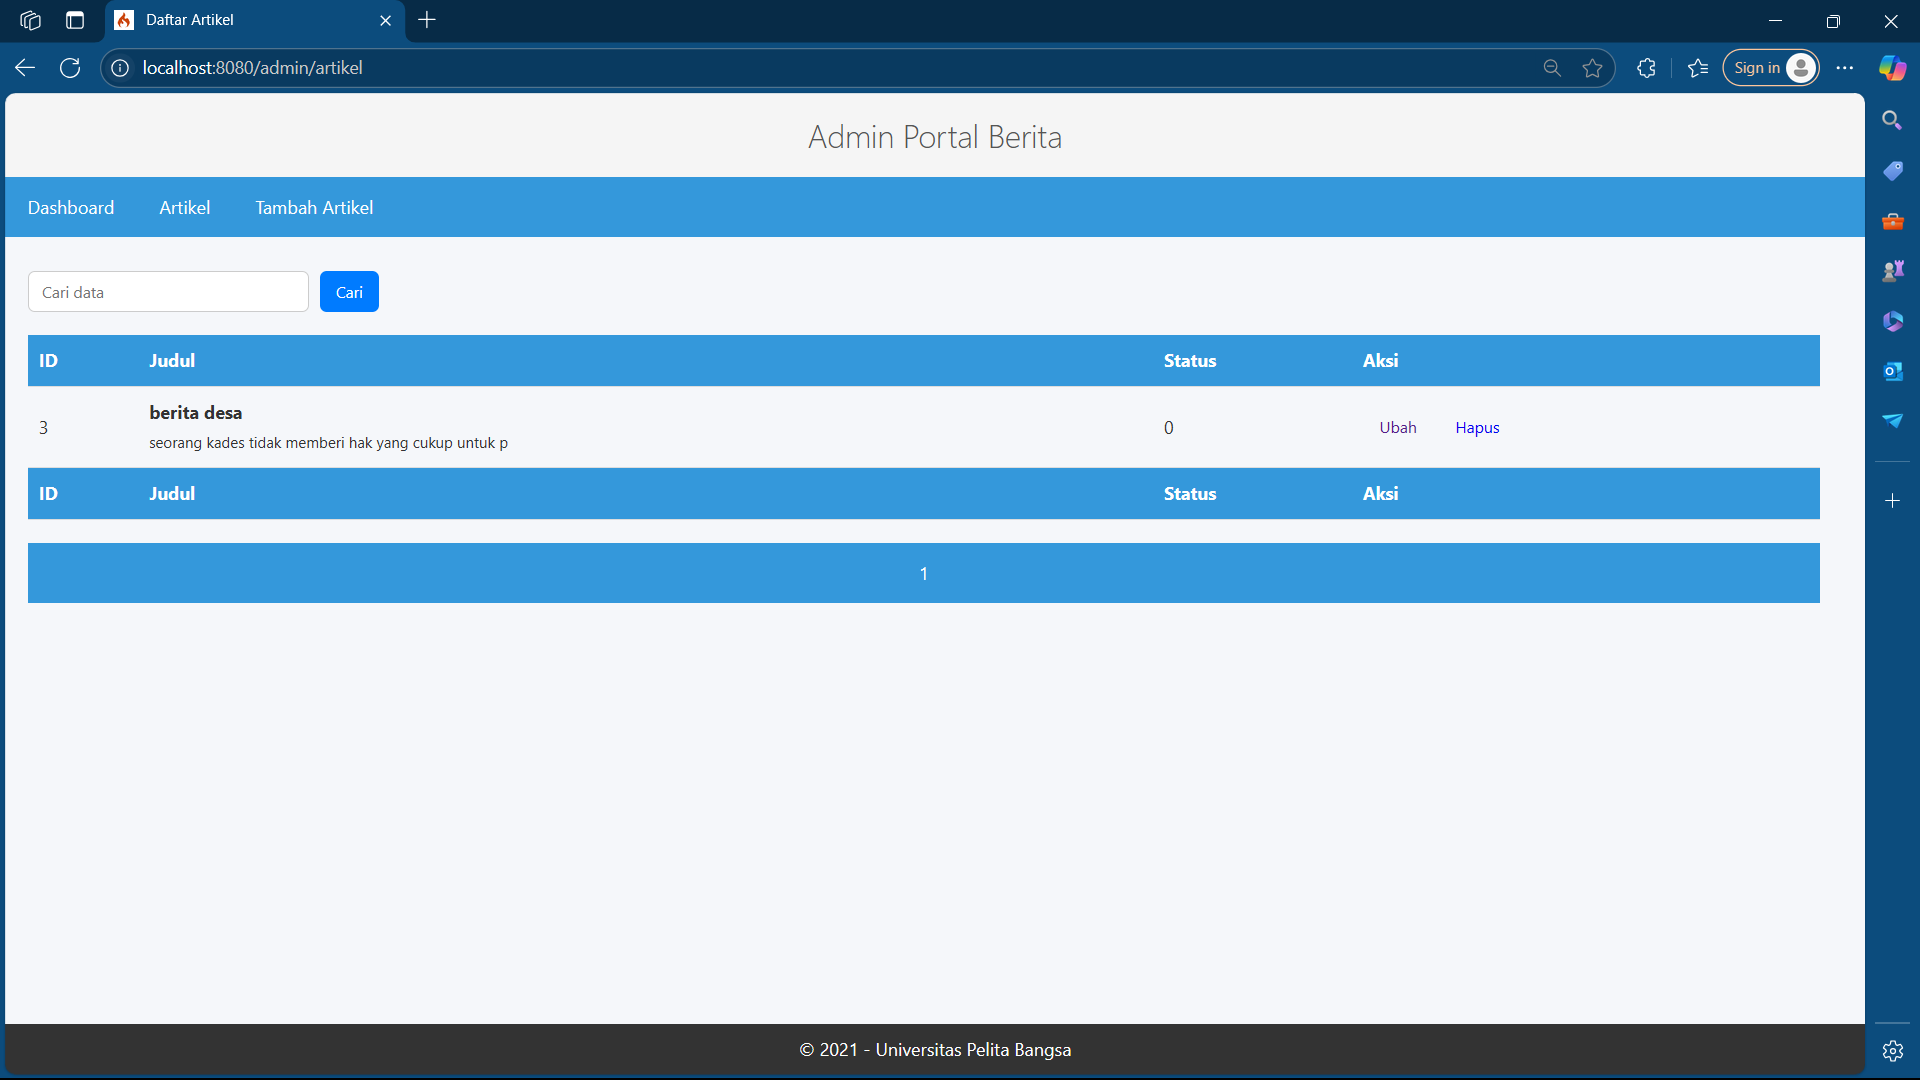 Daftar Artikel
localhost:8080/admin/artikel
Sign in
Admin Portal Berita
Dashboard Artikel Tambah Artikel
Cari data Cari
ID Judul Status Aksi
berita desa
3 0 Ubah Hapus
seorang kades tidak memberi hak yang cukup untuk p
ID Judul Status Aksi
1
© 2021 - Universitas Pelita Bangsa